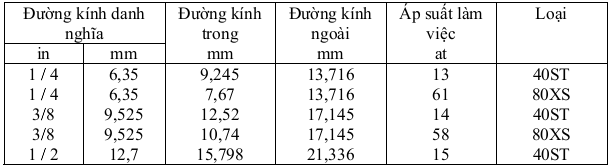 Đường kính danh Đường kính Đường kính Áp suất làm Loại
nghĩa trong ngoài việc
in mm mm mm at
1 / 4 6,35 9,245 13,716 13 40ST
1 / 4 6,35 7,67 13,716 61 80XS
3/8 9,525 12,52 17,145 14 40ST
3/8 9,525 10,74 17,145 58 80XS
1 / 2 12,7 15,798 21,336 15 40ST